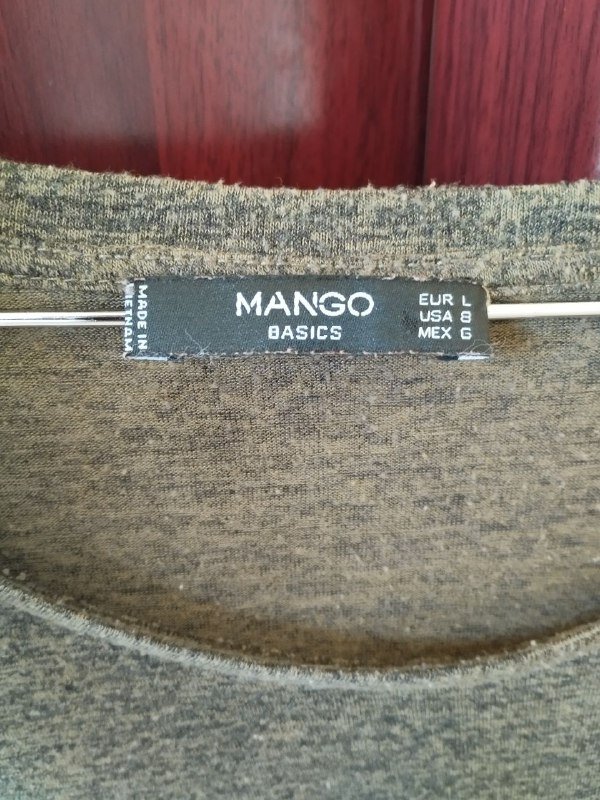 MADE IN
VIETNAM
MANGO
BASICS
EUR L
USA 8
MEX G